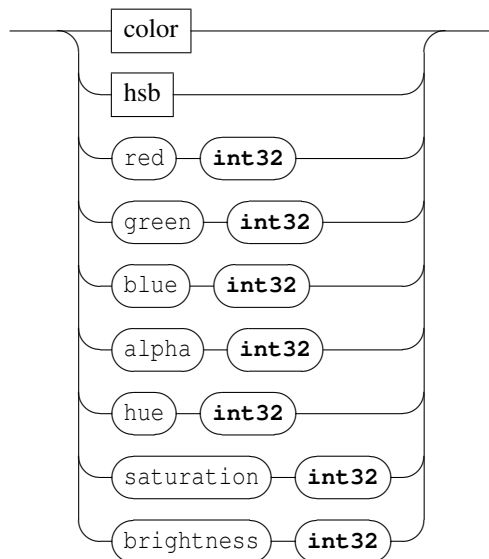 color
hsb
red int32
green int32
blue int32
alpha int32
hue int32
saturation int32
brightness int32